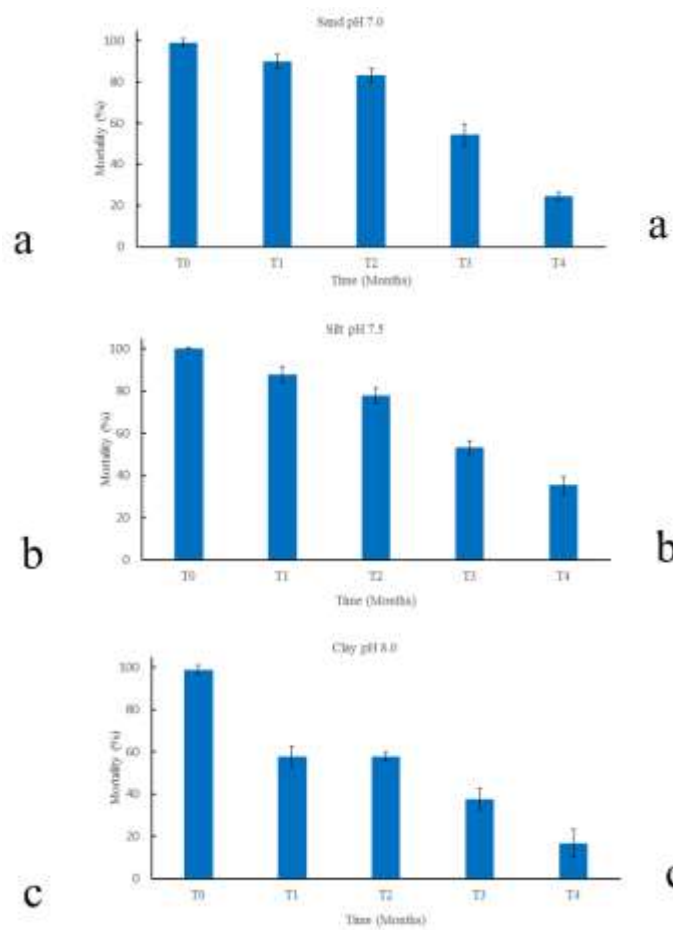 Sand pH 7.0
100
80
60
40
20
0
Mortality (%)
T0 T1 T2 T3 T4
Time (Months)
a
a
Silt pH 7.5
100
80
60
40
20
0
Mortality (%)
T0 T1 T2 T3 T4
Time (Months)
b
b
Clay pH 8.0
100
80
60
40
20
0
Mortality (%)
T0 T1 T2 T3 T4
Time (Months)
c